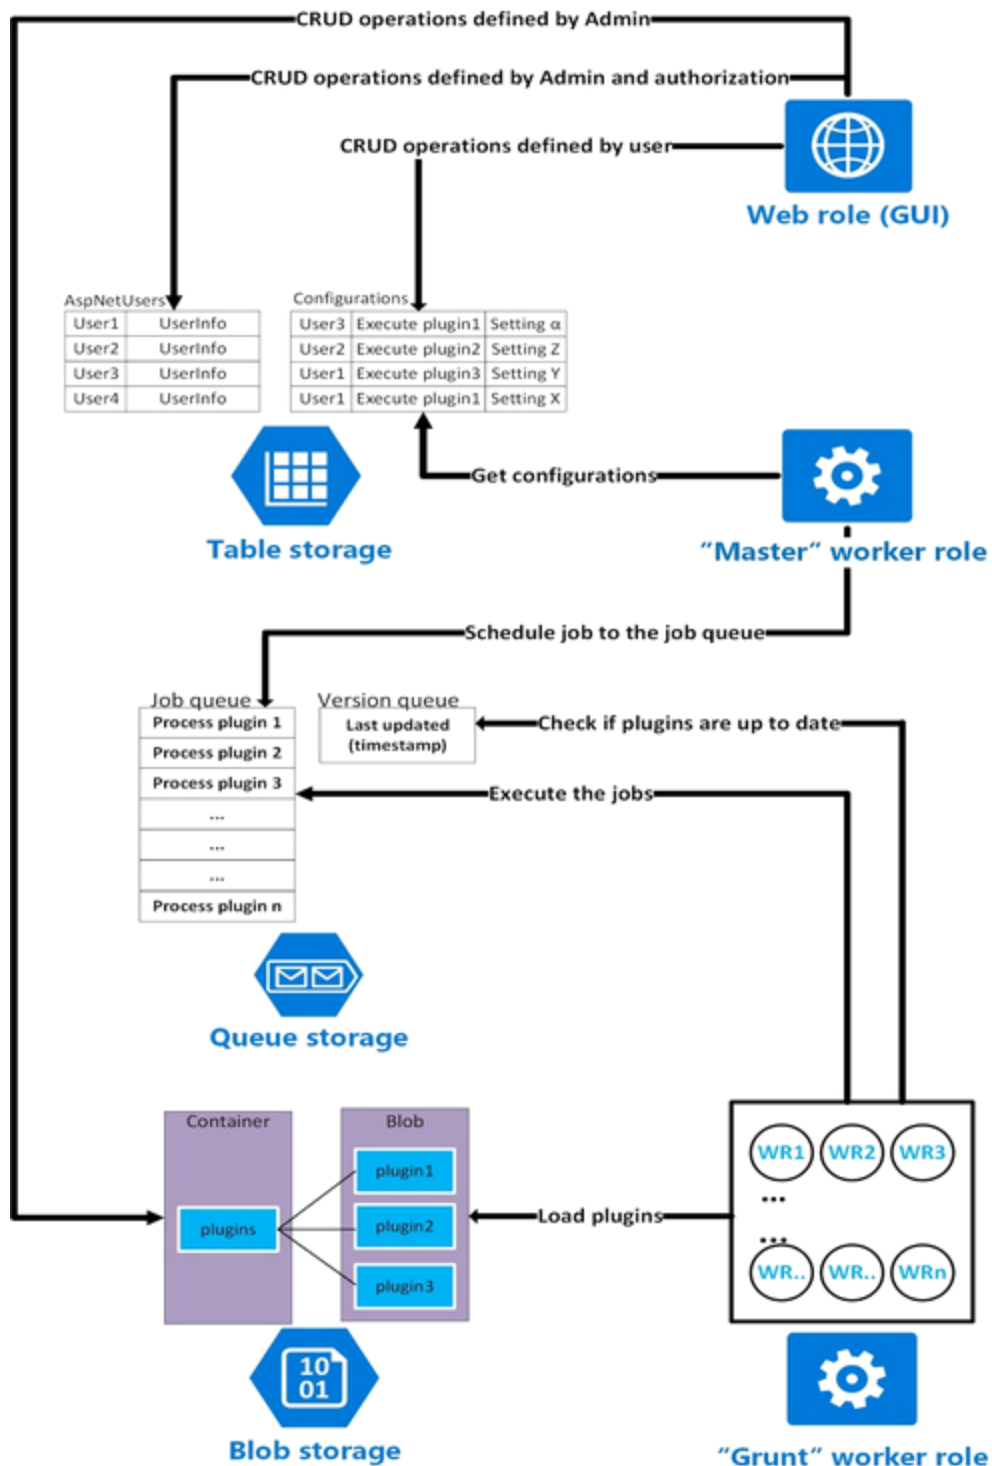 CRUD operations defined by Admin
CRUD operations defined by Admin and authorization
CRUD operations defined by user
Web role (GUI)
AspNetUsers
User1 UserInfo
User2 UserInfo
User3 UserInfo
User4 UserInfo
Configurations
User3 Execute plugin1 Setting α
User2 Execute plugin2 Setting Z
User1 Execute plugin3 Setting Y
User1 Execute plugin1 Setting X
Get configurations
Table storage
"Master" worker role
Schedule job to the job queue
Job queue
Process plugin 1
Process plugin 2
Process plugin 3
...
...
...
Process plugin n
Version queue
Last updated
(timestamp)
Check if plugins are up to date
Execute the jobs
Queue storage
Container
plugins
Blob
plugin1
plugin2
plugin3
Load plugins
WR1 WR2 WR3
...
...
WR.. WR.. WRn
10
01
Blob storage
"Grunt" worker role